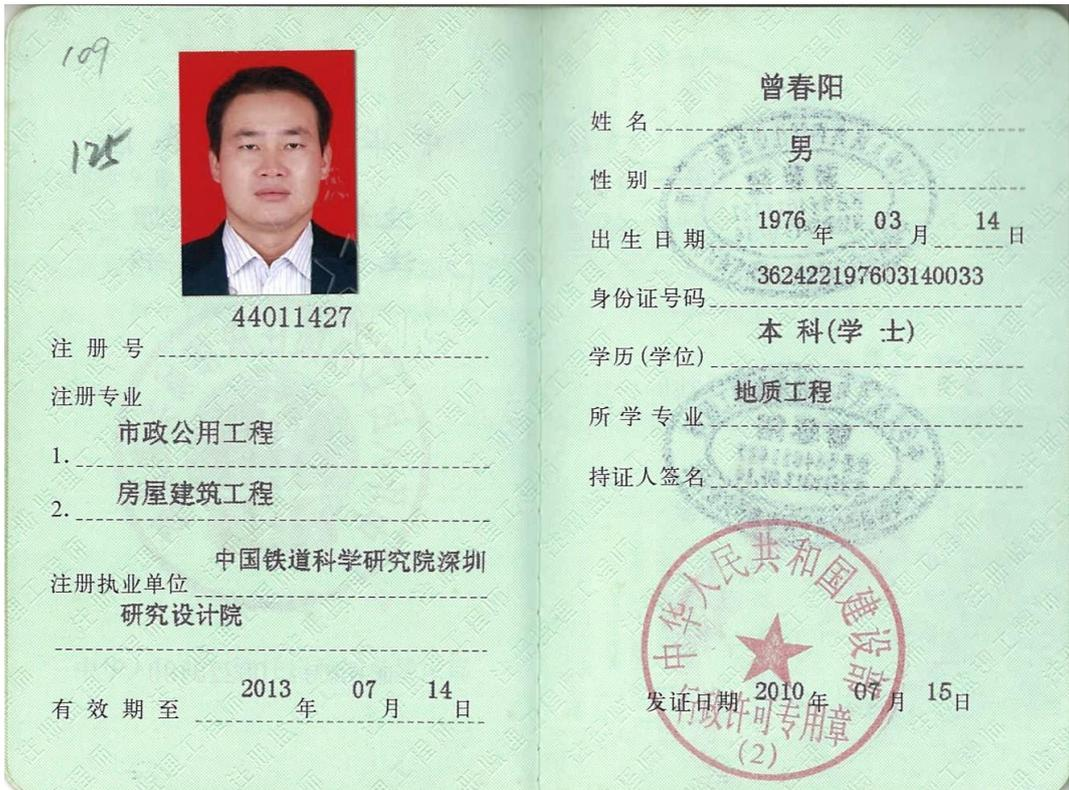 109
125
44011427
注 册 号
注册专业
市政公用工程
1.
房屋建筑工程
2.
中国铁道科学研究院深圳
注册执业单位
研究设计院
有 效 期 至 2013 年 07 月 14 日
曾春阳
姓 名
男
性 别
出 生 日 期 1976 年 03 月 14 日
362422197603140033
身份证号码
本 科(学 士)
学历(学位)
地质工程
所 学 专 业
持证人签名
中华人民共和国建设部
发证日期 2010 年 07 月 15 日
行政许可专用章
(2)